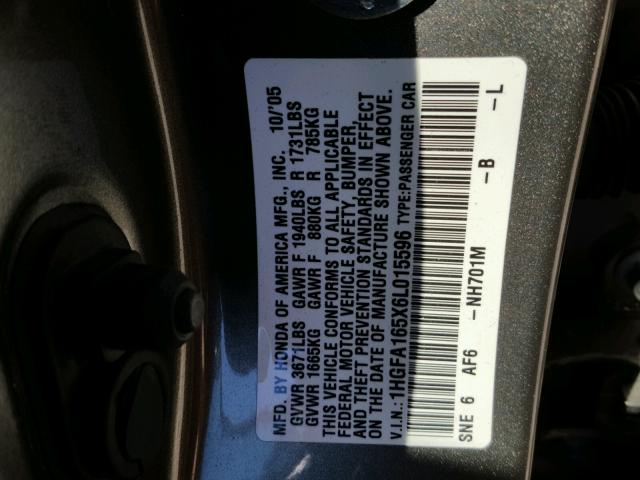 MFD. BY HONDA OF AMERICA MFG., INC. 10/'05
GVWR 3671LBS GAWR F 1940LBS R 1731LBS
GVWR 1665KG GAWR F 880KG R 785KG
THIS VEHICLE CONFORMS TO ALL APPLICABLE
FEDERAL MOTOR VEHICLE SAFETY, BUMPER,
AND THEFT PREVENTION STANDARDS IN EFFECT
ON THE DATE OF MANUFACTURE SHOWN ABOVE.
V.I.N.: 1HGFA165X6L015596 TYPE:PASSENGER CAR
SNE 6 AF6 -NH701M -B -L